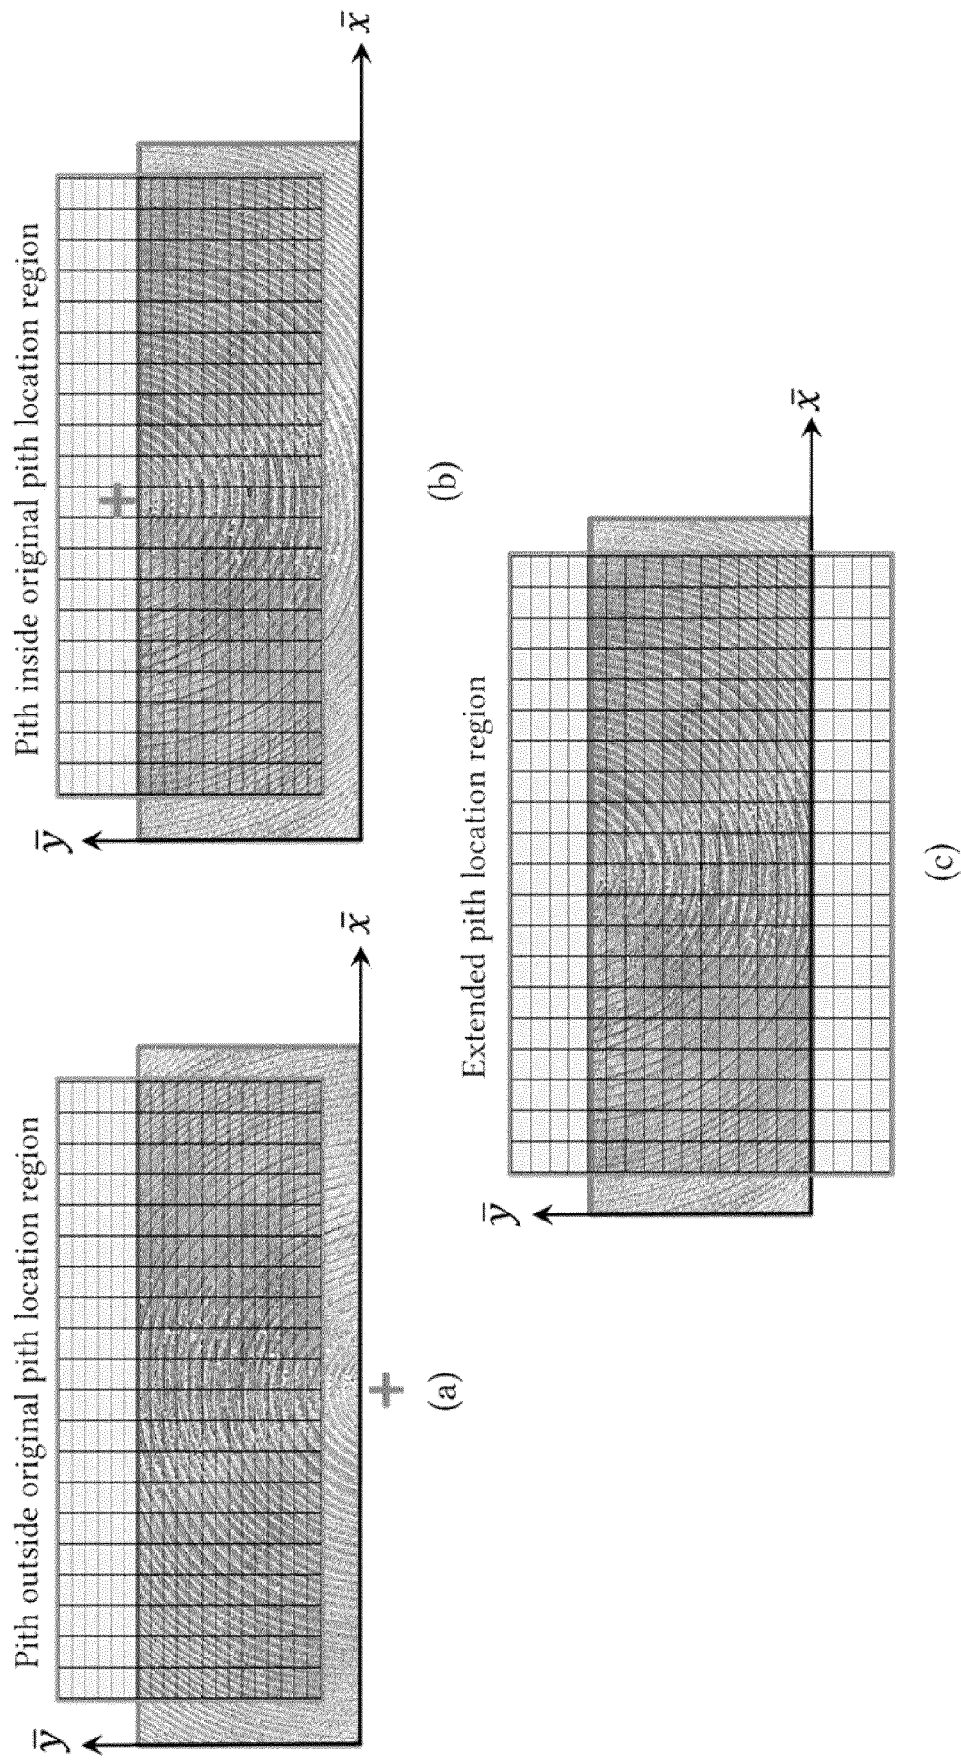 Pith outside original pith location region
y̅
x̅
(a)
Pith inside original pith location region
y̅
x̅
(b)
Extended pith location region
y̅
x̅
(c)